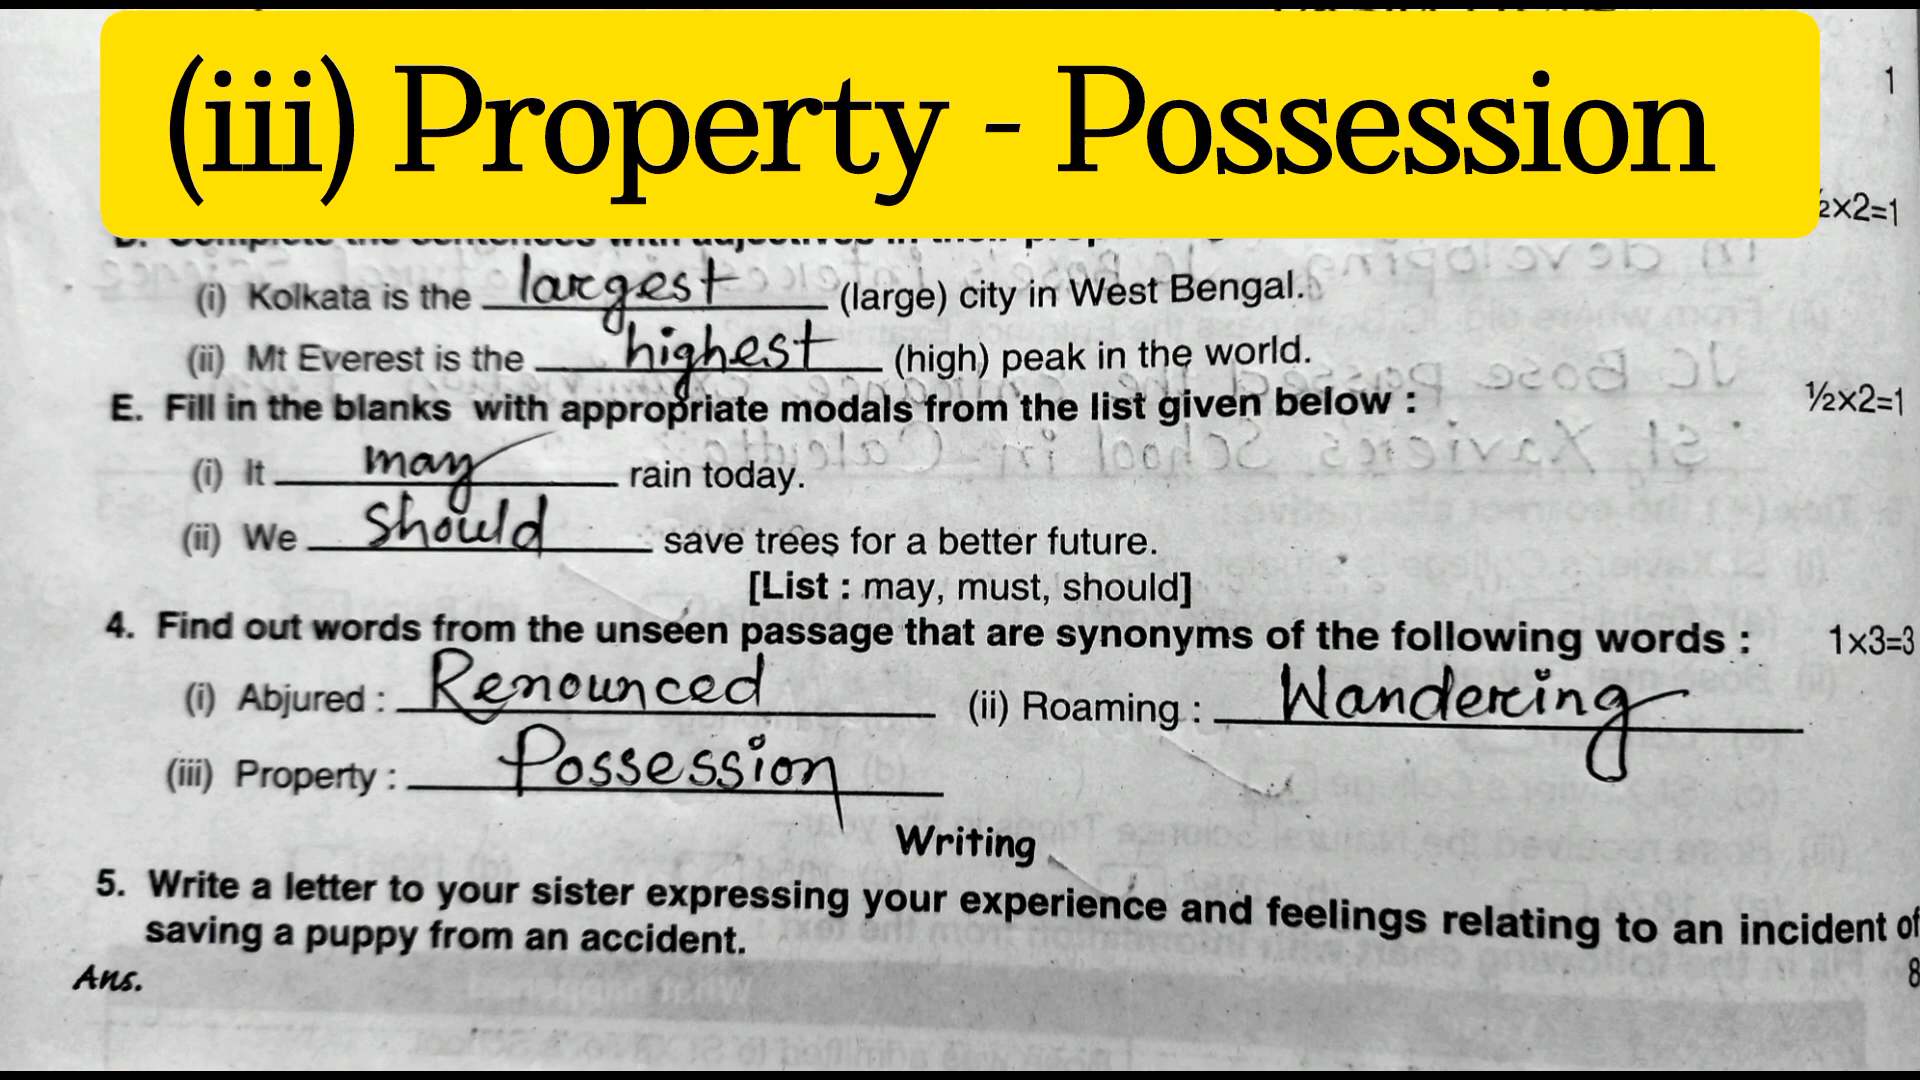 (iii) Property - Possession
1
½x2=1
(i) Kolkata is the largest (large) city in West Bengal.
(ii) Mt Everest is the highest (high) peak in the world.
E. Fill in the blanks with appropriate modals from the list given below : ½x2=1
(i) It may rain today.
(ii) We should save trees for a better future.
[List : may, must, should]
4. Find out words from the unseen passage that are synonyms of the following words : 1x3=3
(i) Abjured : Renounced (ii) Roaming : Wandering
(iii) Property : Possession
Writing
5. Write a letter to your sister expressing your experience and feelings relating to an incident of
saving a puppy from an accident.
8
Ans.